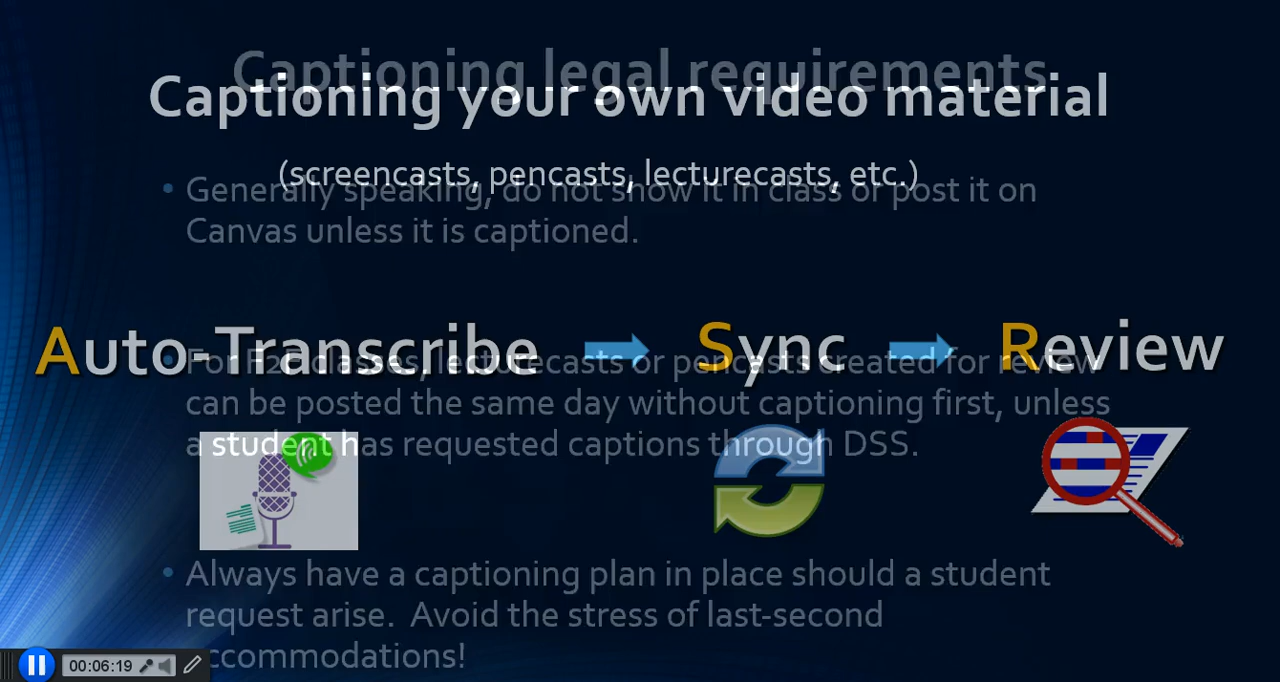 Captioning legal requirements
Captioning your own video material
(screencasts, pencasts, lecturecasts, etc.)
• Generally speaking, do not show it in class or post it on
Canvas unless it is captioned.
Auto-Transcribe Sync Review
• For F2F classes, lecturecasts or pencasts created for review
can be posted the same day without captioning first, unless
a student has requested captions through DSS.
• Always have a captioning plan in place should a student
request arise. Avoid the stress of last-second
ccommodations!
00:06:19